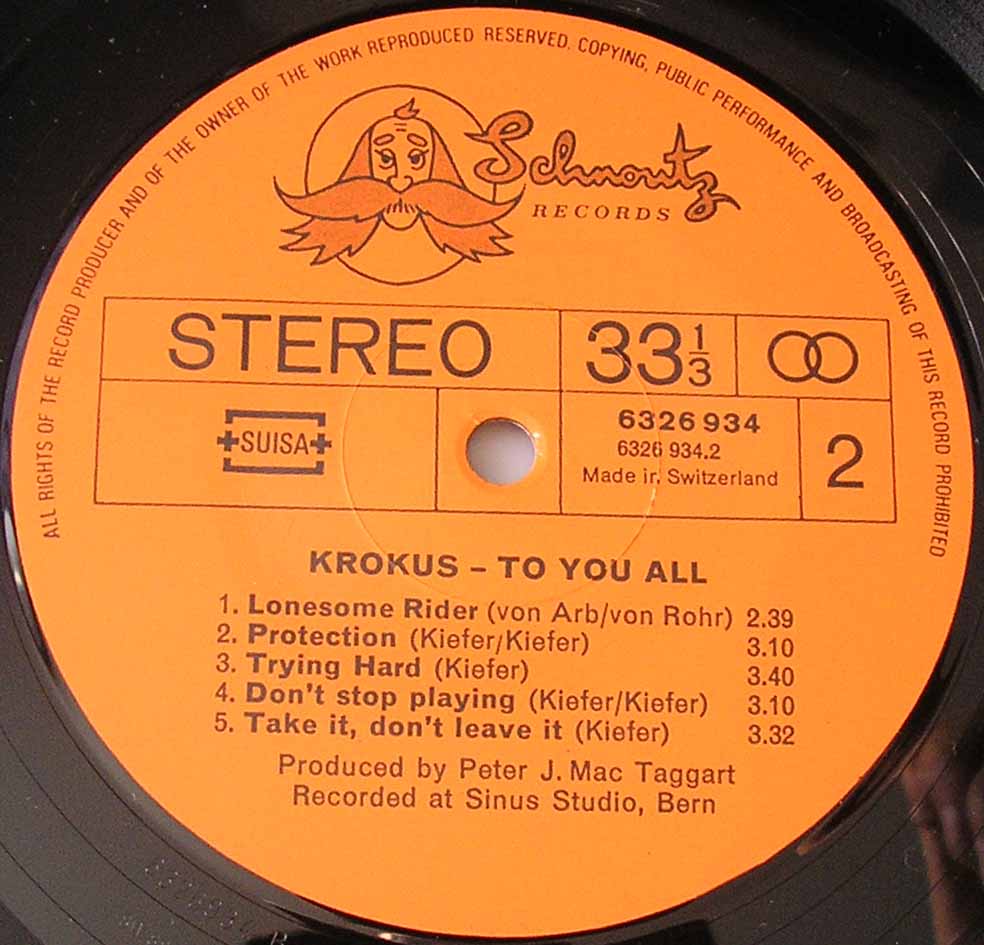 ALL RIGHTS OF THE RECORD PRODUCER AND OF THE OWNER OF THE WORK REPRODUCED RESERVED. COPYING, PUBLIC PERFORMANCE AND BROADCASTING OF THIS RECORD PROHIBITED
Schnoutz
RECORDS
STEREO 33 1/3
SUISA
6326 934
6326 934.2
Made in Switzerland
2
KROKUS – TO YOU ALL
1. Lonesome Rider (von Arb/von Rohr) 2.39
2. Protection (Kiefer/Kiefer) 3.10
3. Trying Hard (Kiefer) 3.40
4. Don't stop playing (Kiefer/Kiefer) 3.10
5. Take it, don't leave it (Kiefer) 3.32
Produced by Peter J. Mac Taggart
Recorded at Sinus Studio, Bern